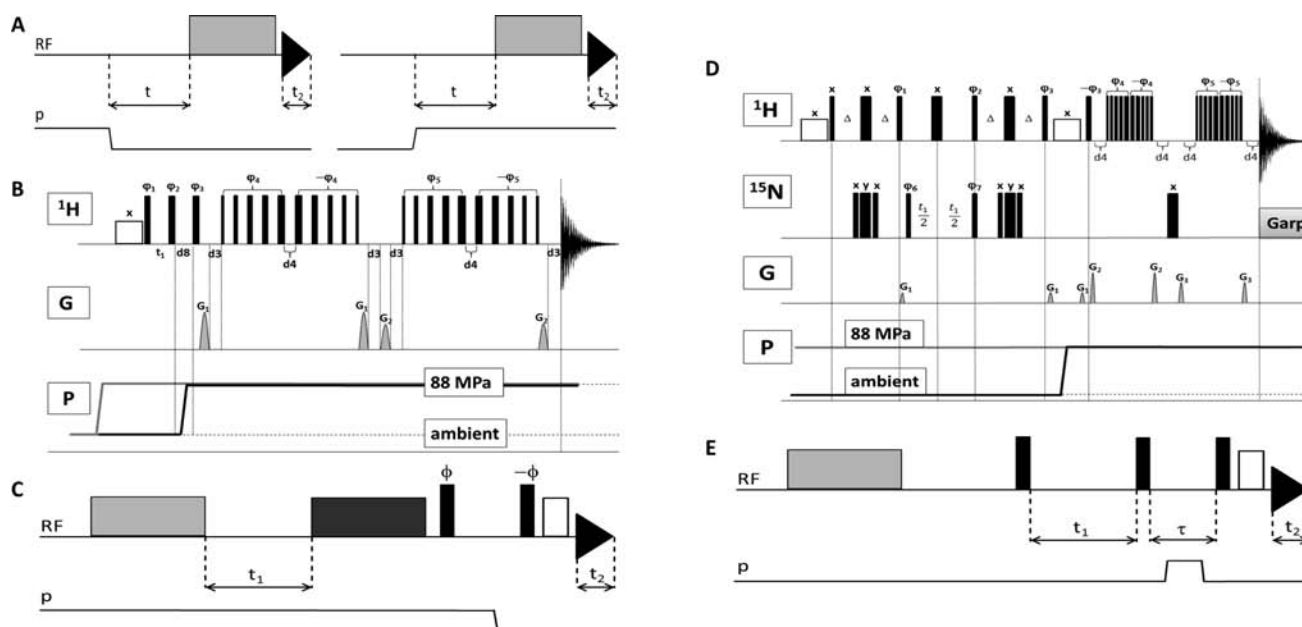 A
RF
t
t₂
t
t₂
p
B
φ₁ φ₂ φ₃ φ₄ −φ₄ φ₅ −φ₅
¹H
x
t₁ d8 d3 d4 d3 d3 d4 d3
G
G₁ G₁ G₂ G₂
P
88 MPa
ambient
C
ϕ −ϕ
RF
t₁
t₂
p
D
φ₄ −φ₄ φ₅ −φ₅
x x φ₁ x φ₂ x φ₃ −φ₃
¹H
x Δ Δ Δ Δ x
d4 d4 d4 d4
¹⁵N
x y x φ₆ t₁/2 t₁/2 φ₇ x y x x
Garp
G
G₁ G₁ G₁ G₂ G₂ G₃ G₃
P
88 MPa
ambient
E
RF
t₁ τ
t₂
p